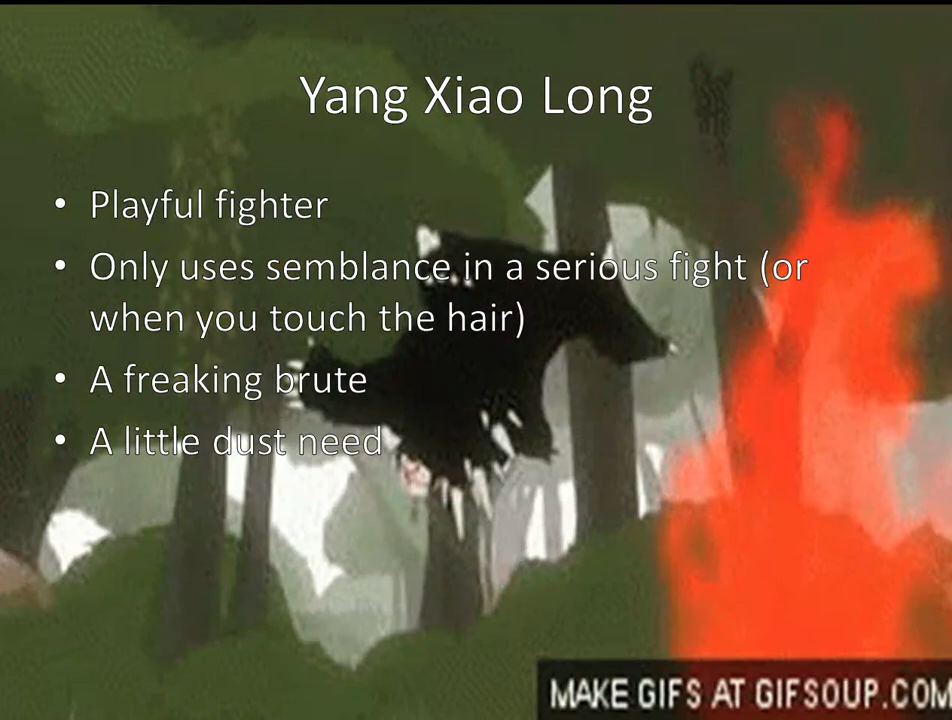 Yang Xiao Long
• Playful fighter
• Only uses semblance in a serious fight (or
when you touch the hair)
• A freaking brute
• A little dust need
MAKE GIFS AT GIFSOUP.COM